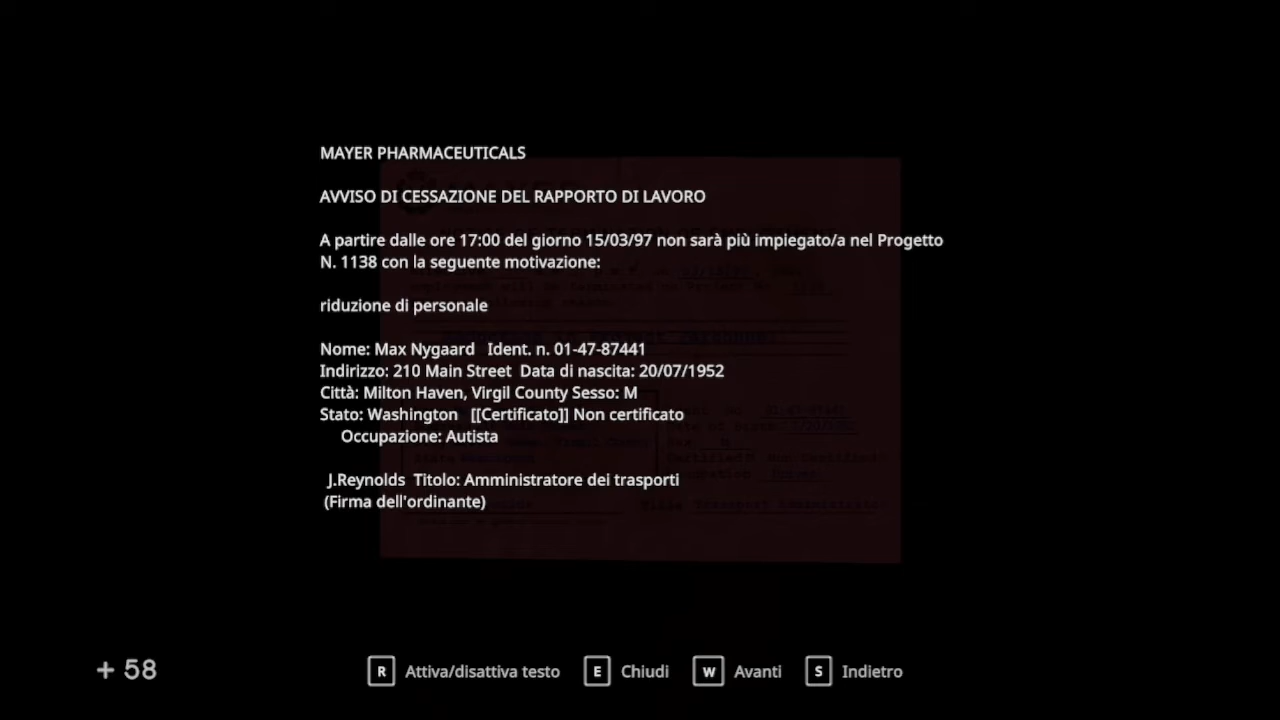 MAYER PHARMACEUTICALS
AVVISO DI CESSAZIONE DEL RAPPORTO DI LAVORO
A partire dalle ore 17:00 del giorno 15/03/97 non sarà più impiegato/a nel Progetto
N. 1138 con la seguente motivazione:
riduzione di personale
Nome: Max Nygaard   Ident. n. 01-47-87441
Indirizzo: 210 Main Street  Data di nascita: 20/07/1952
Città: Milton Haven, Virgil County Sesso: M
Stato: Washington   [[Certificato]] Non certificato
Occupazione: Autista
J.Reynolds  Titolo: Amministratore dei trasporti
(Firma dell'ordinante)
+ 58
R Attiva/disattiva testo E Chiudi W Avanti S Indietro